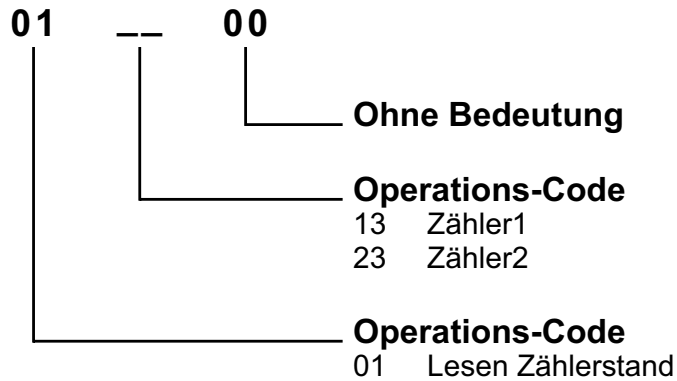 01 __ 00
Ohne Bedeutung
Operations-Code
13 Zähler1
23 Zähler2
Operations-Code
01 Lesen Zählerstand